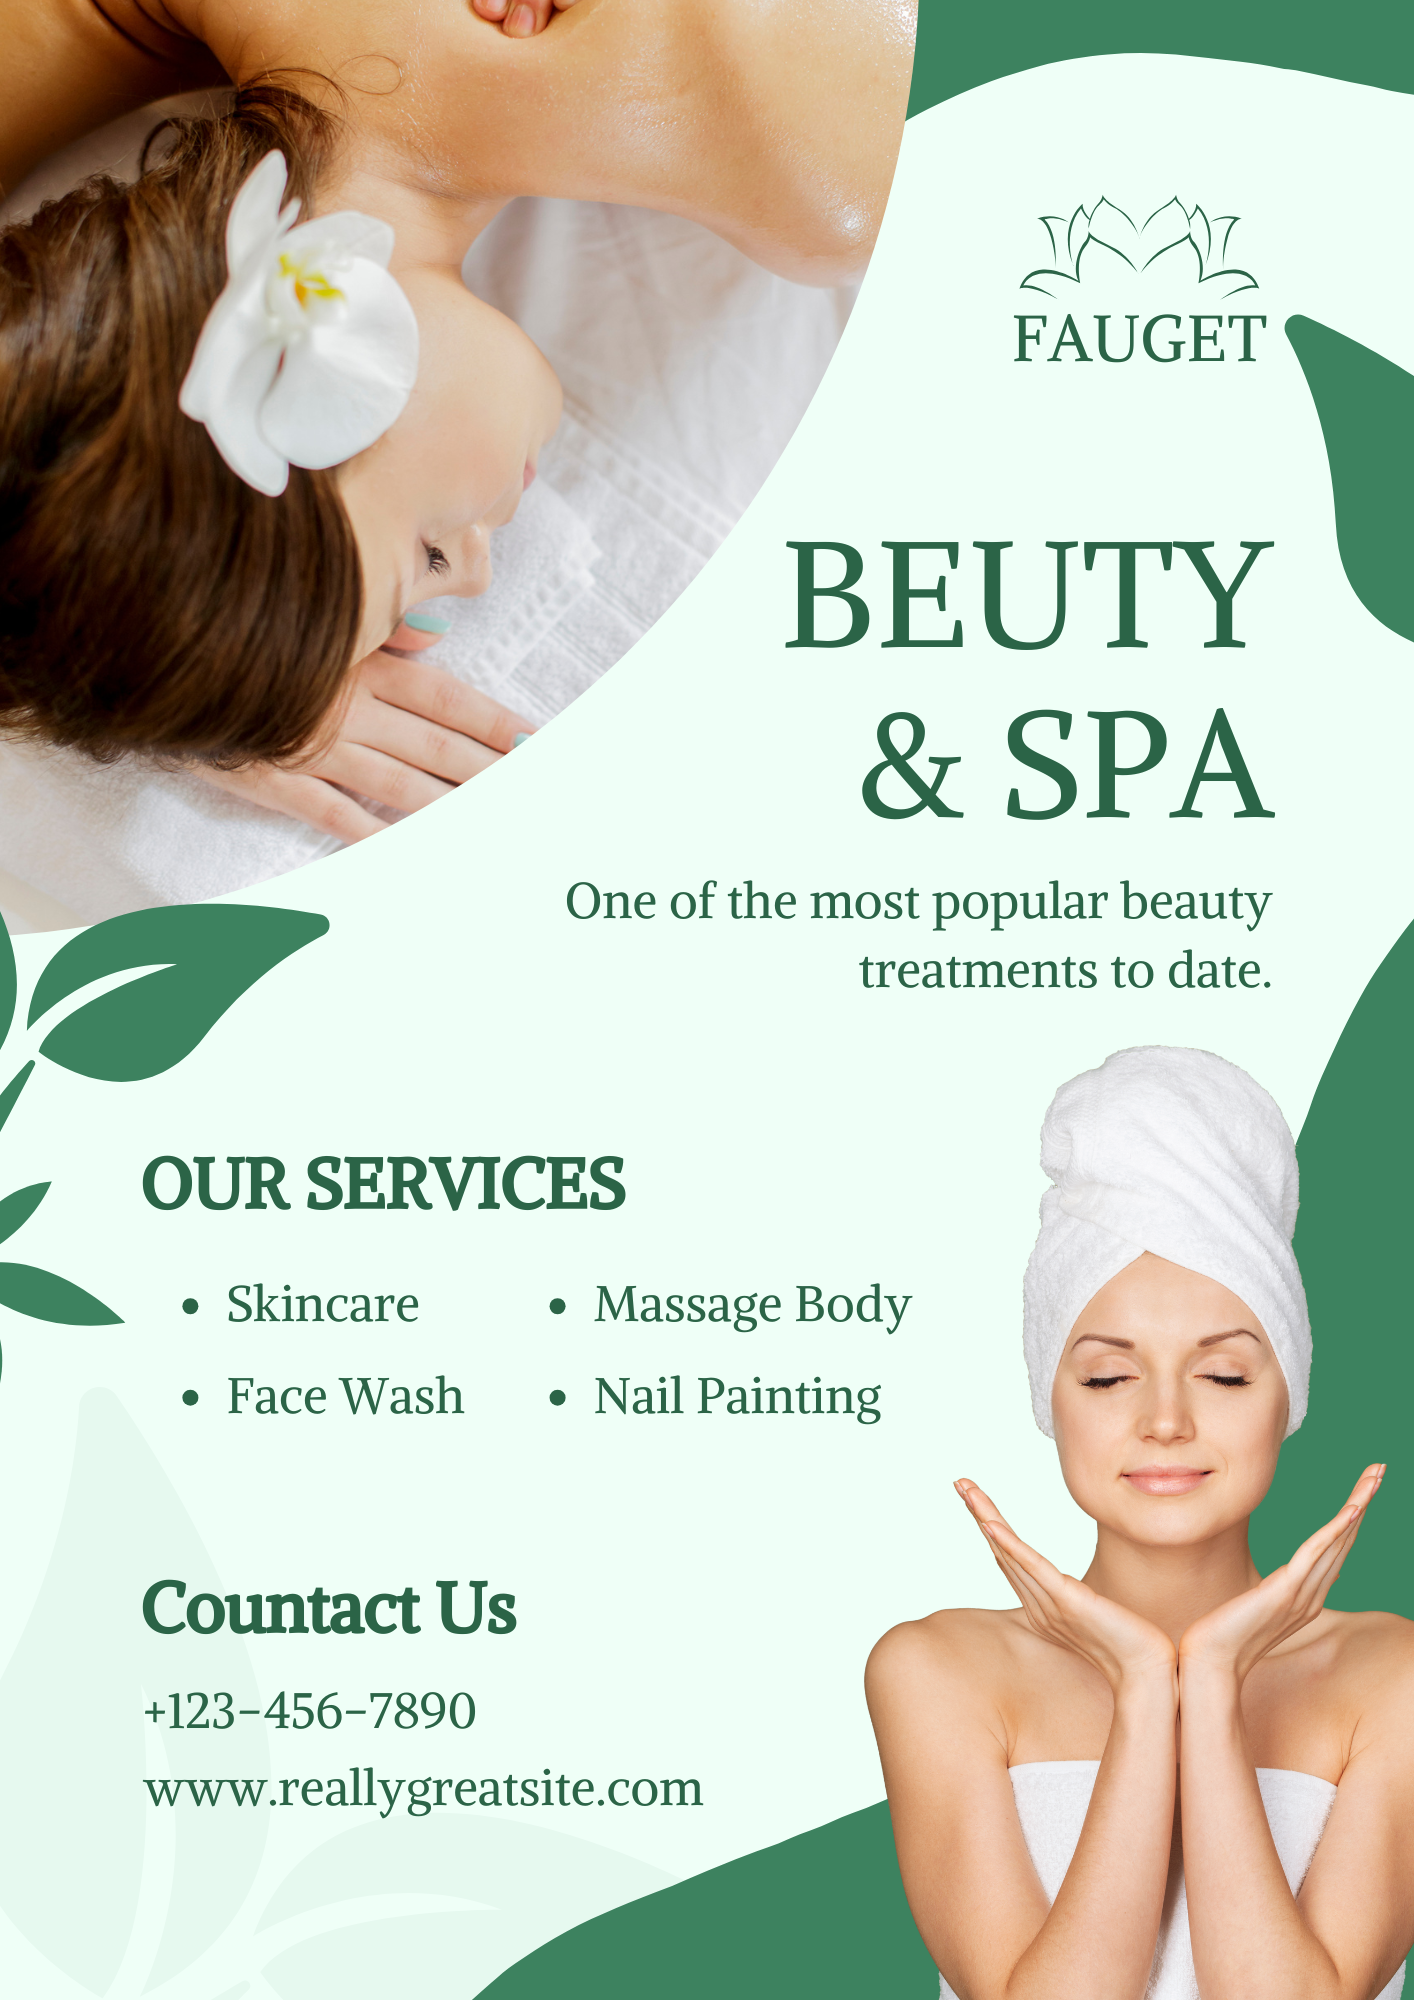 FAUGET
BEUTY
& SPA
One of the most popular beauty
treatments to date.
OUR SERVICES
• Skincare
• Face Wash
• Massage Body
• Nail Painting
Countact Us
+123-456-7890
www.reallygreatsite.com